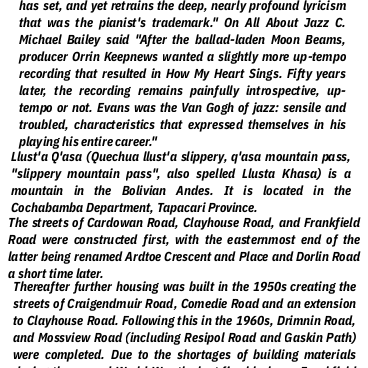 has set, and yet retrains the deep, nearly profound lyricism
that was the pianist's trademark." On All About Jazz C.
Michael Bailey said "After the ballad-laden Moon Beams,
producer Orrin Keepnews wanted a slightly more up-tempo
recording that resulted in How My Heart Sings. Fifty years
later, the recording remains painfully introspective, up-
tempo or not. Evans was the Van Gogh of jazz: sensile and
troubled, characteristics that expressed themselves in his
playing his entire career."
Llust'a Q'asa (Quechua llust'a slippery, q'asa mountain pass,
"slippery mountain pass", also spelled Llusta Khasa) is a
mountain in the Bolivian Andes. It is located in the
Cochabamba Department, Tapacari Province.
The streets of Cardowan Road, Clayhouse Road, and Frankfield
Road were constructed first, with the easternmost end of the
latter being renamed Ardtoe Crescent and Place and Dorlin Road
a short time later.
Thereafter further housing was built in the 1950s creating the
streets of Craigendmuir Road, Comedie Road and an extension
to Clayhouse Road. Following this in the 1960s, Drimnin Road,
and Mossview Road (including Resipol Road and Gaskin Path)
were completed. Due to the shortages of building materials